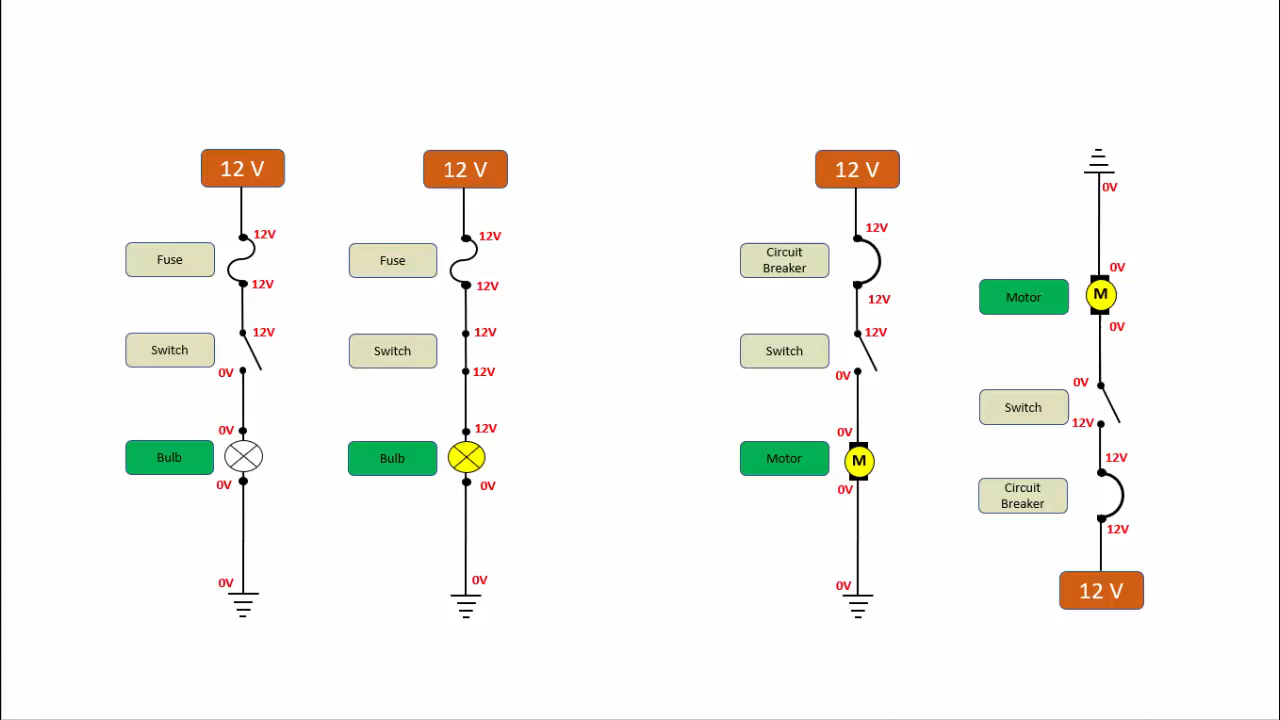 12 V
12V
Fuse
12V
12V
Switch
0V
0V
Bulb
0V
0V
12 V
12V
Fuse
12V
12V
Switch
12V
12V
Bulb
0V
0V
12 V
12V
Circuit
Breaker
12V
12V
Switch
0V
0V
Motor
M
0V
0V
0V
0V
Motor
M
0V
0V
Switch
12V
12V
Circuit
Breaker
12V
12 V